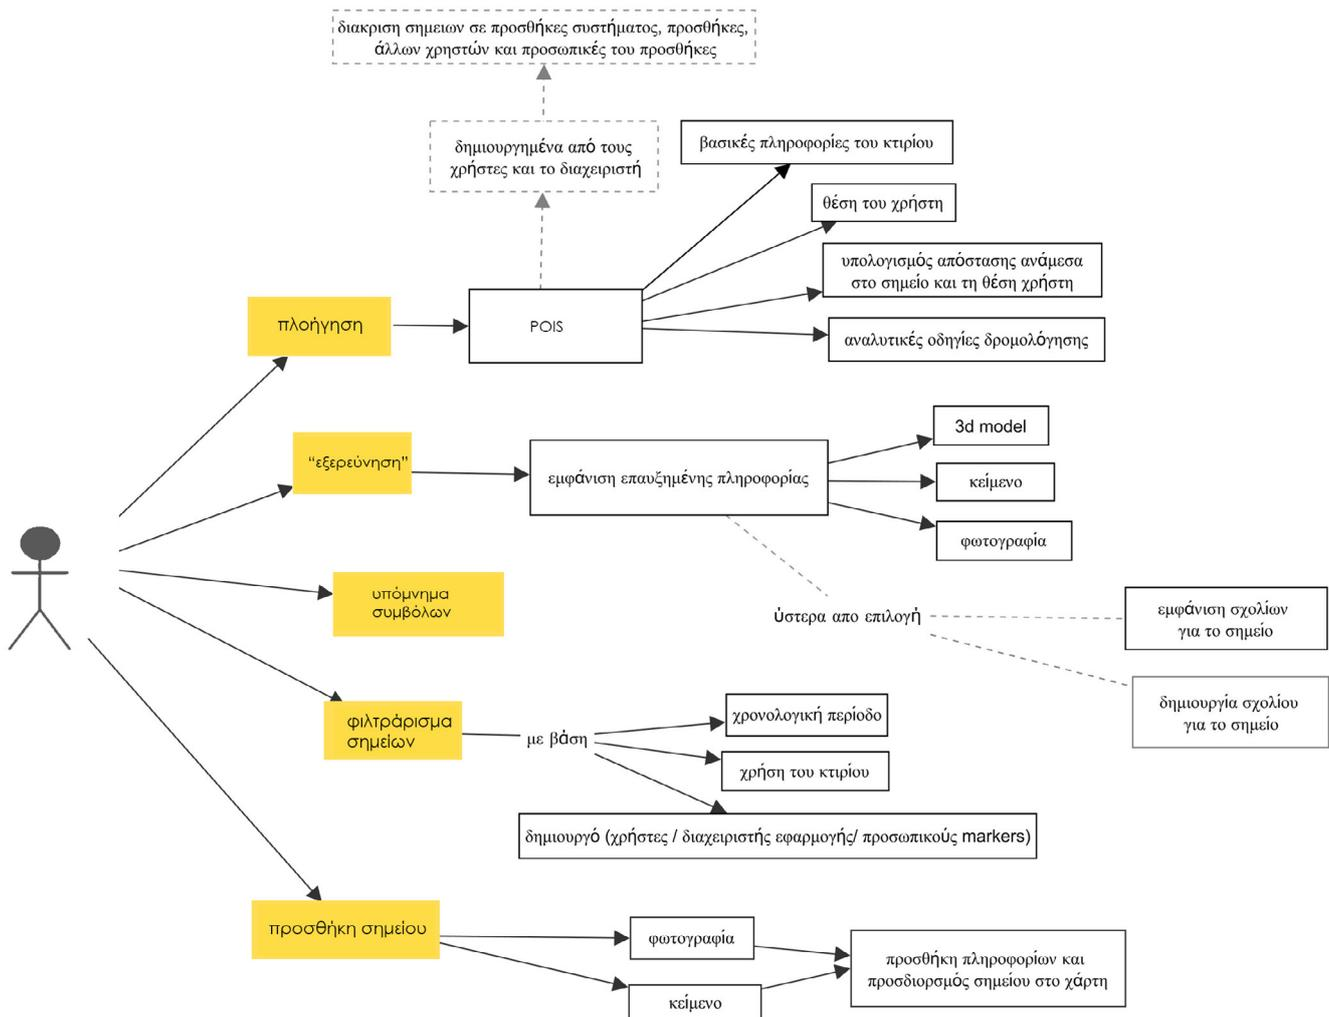 διακριση σημειων σε προσθήκες συστήματος, προσθήκες,
άλλων χρηστών και προσωπικές του προσθήκες
δημιουργημένα από τους
χρήστες και το διαχειριστή
βασικές πληροφορίες του κτιρίου
θέση του χρήστη
υπολογισμός απόστασης ανάμεσα
στο σημείο και τη θέση χρήστη
πλοήγηση
POIS
αναλυτικές οδηγίες δρομολόγησης
3d model
“εξερεύνηση”
εμφάνιση επαυξημένης πληροφορίας
κείμενο
φωτογραφία
υπόμνημα
συμβόλων
ύστερα απο επιλογή
εμφάνιση σχολίων
για το σημείο
δημιουργία σχολίου
για το σημείο
φιλτράρισμα
σημείων
με βάση
χρονολογική περίοδο
χρήση του κτιρίου
δημιουργό (χρήστες / διαχειριστής εφαρμογής/ προσωπικούς markers)
προσθήκη σημείου
φωτογραφία
κείμενο
προσθήκη πληροφορίων και
προσδιορσμός σημείου στο χάρτη